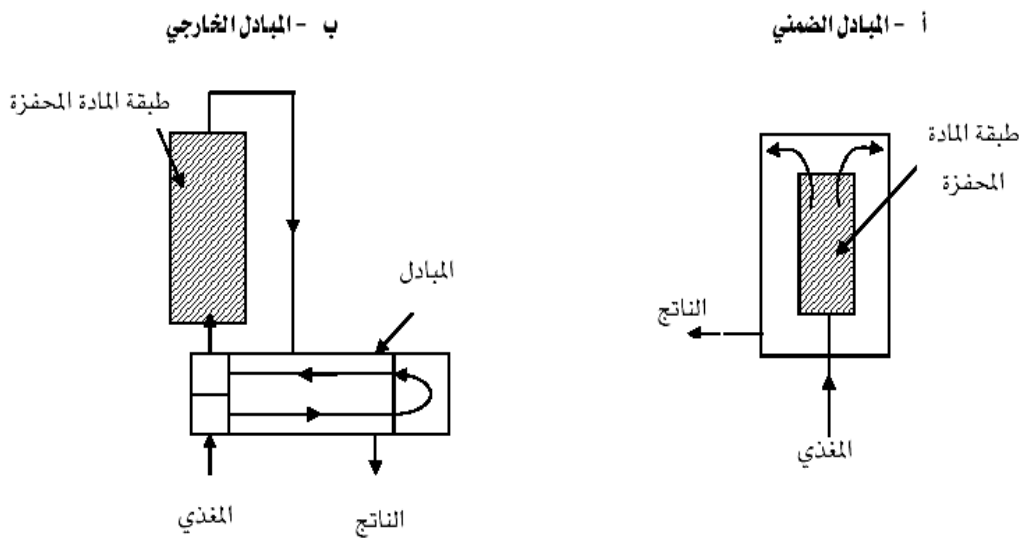 أ - المبادل الضمني
ب - المبادل الخارجي
طبقة المادة
المحفزة
الناتج
المغذي
طبقة المادة المحفزة
المبادل
المغذي
الناتج